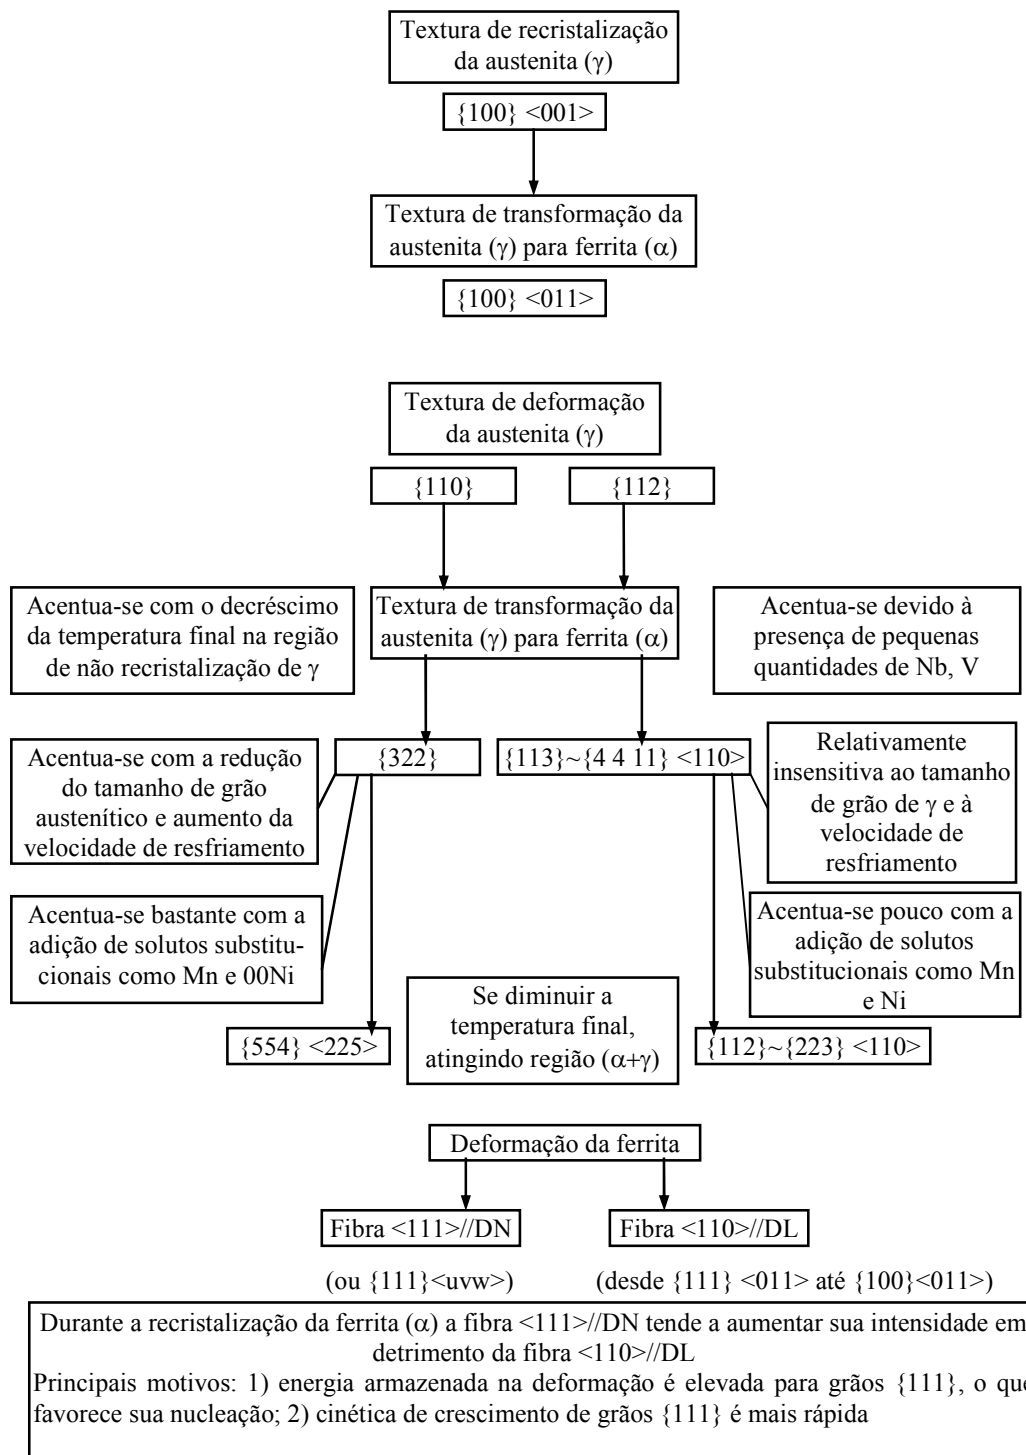 Textura de recristalização
da austenita (γ)
{100} <001>
Textura de transformação da
austenita (γ) para ferrita (α)
{100} <011>
Textura de deformação
da austenita (γ)
{110}
{112}
Acentua-se com o decréscimo
da temperatura final na região
de não recristalização de γ
Textura de transformação da
austenita (γ) para ferrita (α)
Acentua-se devido à
presença de pequenas
quantidades de Nb, V
Acentua-se com a redução
do tamanho de grão
austenítico e aumento da
velocidade de resfriamento
{322}
{113}~{4 4 11} <110>
Relativamente
insensitiva ao tamanho
de grão de γ e à
velocidade de
resfriamento
Acentua-se bastante com a
adição de solutos substitu-
cionais como Mn e 00Ni
Acentua-se pouco com a
adição de solutos
substitucionais como Mn
e Ni
{554} <225>
Se diminuir a
temperatura final,
atingindo região (α+γ)
{112}~{223} <110>
Deformação da ferrita
Fibra <111>//DN
Fibra <110>//DL
(ou {111}<uvw>)
(desde {111} <011> até {100}<011>)
Durante a recristalização da ferrita (α) a fibra <111>//DN tende a aumentar sua intensidade em
detrimento da fibra <110>//DL
Principais motivos: 1) energia armazenada na deformação é elevada para grãos {111}, o que
favorece sua nucleação; 2) cinética de crescimento de grãos {111} é mais rápida